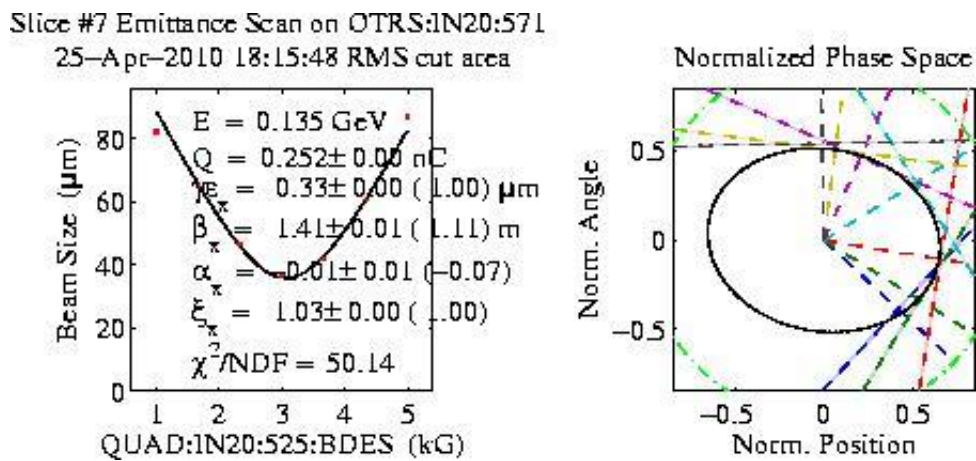 Slice #7 Emittance Scan on OTRS:IN20:571
25–Apr–2010 18:15:48 RMS cut area
Normalized Phase Space
E = 0.135 GeV
Q = 0.252± 0.00 nC
γεₓ = 0.33± 0.00 ( 1.00) μm
βₓ = 1.41± 0.01 ( 1.11) m
αₓ = 0.01± 0.01 (–0.07)
ξₓ = 1.03± 0.00 ( 1.00)
χ²/NDF = 50.14
Beam Size (μm)
80
60
40
20
0
1 2 3 4 5
QUAD:IN20:525:BDES (kG)
Norm. Angle
0.5
0
−0.5
−0.5 0 0.5
Norm. Position